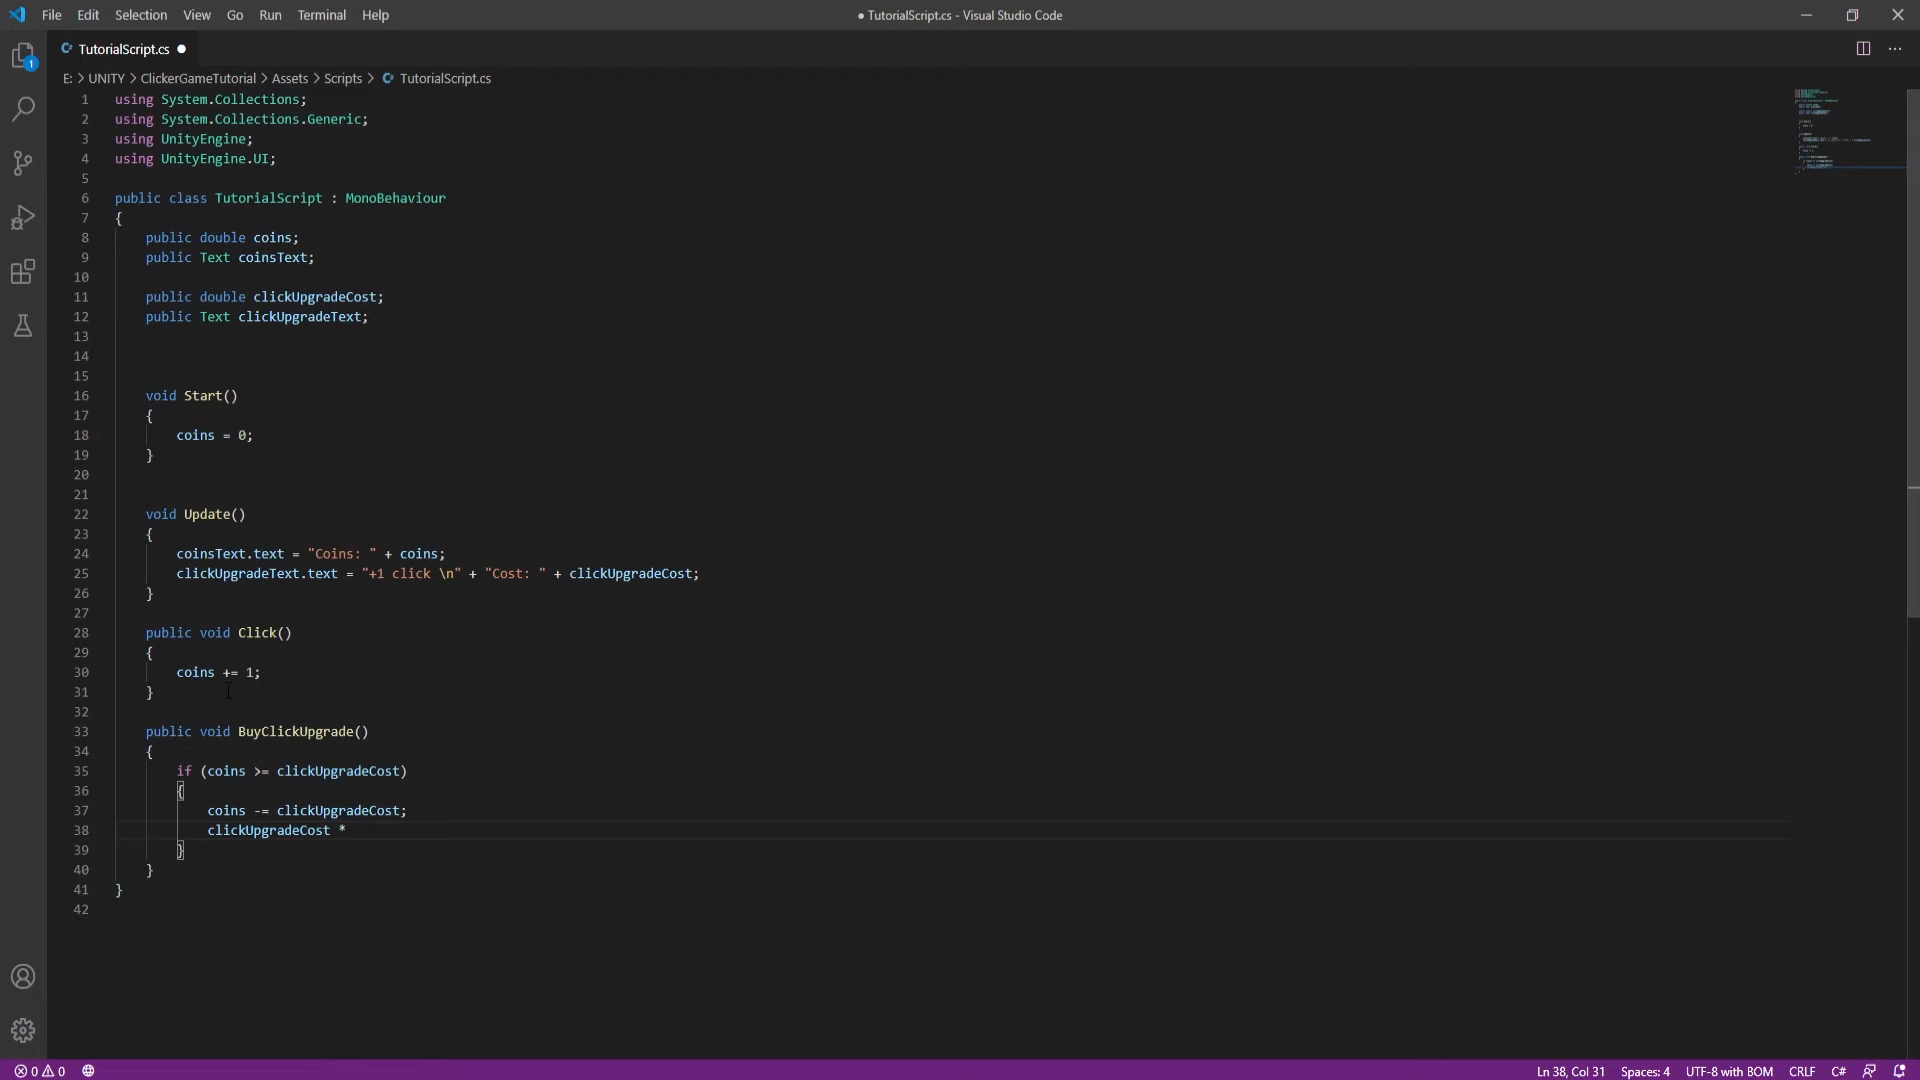 File Edit Selection View Go Run Terminal Help
● TutorialScript.cs - Visual Studio Code
TutorialScript.cs ●
E: > UNITY > ClickerGameTutorial > Assets > Scripts > TutorialScript.cs
1 using System.Collections;
2 using System.Collections.Generic;
3 using UnityEngine;
4 using UnityEngine.UI;
5
6 public class TutorialScript : MonoBehaviour
7 {
8 public double coins;
9 public Text coinsText;
10
11 public double clickUpgradeCost;
12 public Text clickUpgradeText;
13
14
15
16 void Start()
17 {
18 coins = 0;
19 }
20
21
22 void Update()
23 {
24 coinsText.text = "Coins: " + coins;
25 clickUpgradeText.text = "+1 click \n" + "Cost: " + clickUpgradeCost;
26 }
27
28 public void Click()
29 {
30 coins += 1;
31 }
32
33 public void BuyClickUpgrade()
34 {
35 if (coins >= clickUpgradeCost)
36 {
37 coins -= clickUpgradeCost;
38 clickUpgradeCost *
39 }
40 }
41 }
42
1
0 0
Ln 38, Col 31 Spaces: 4 UTF-8 with BOM CRLF C#